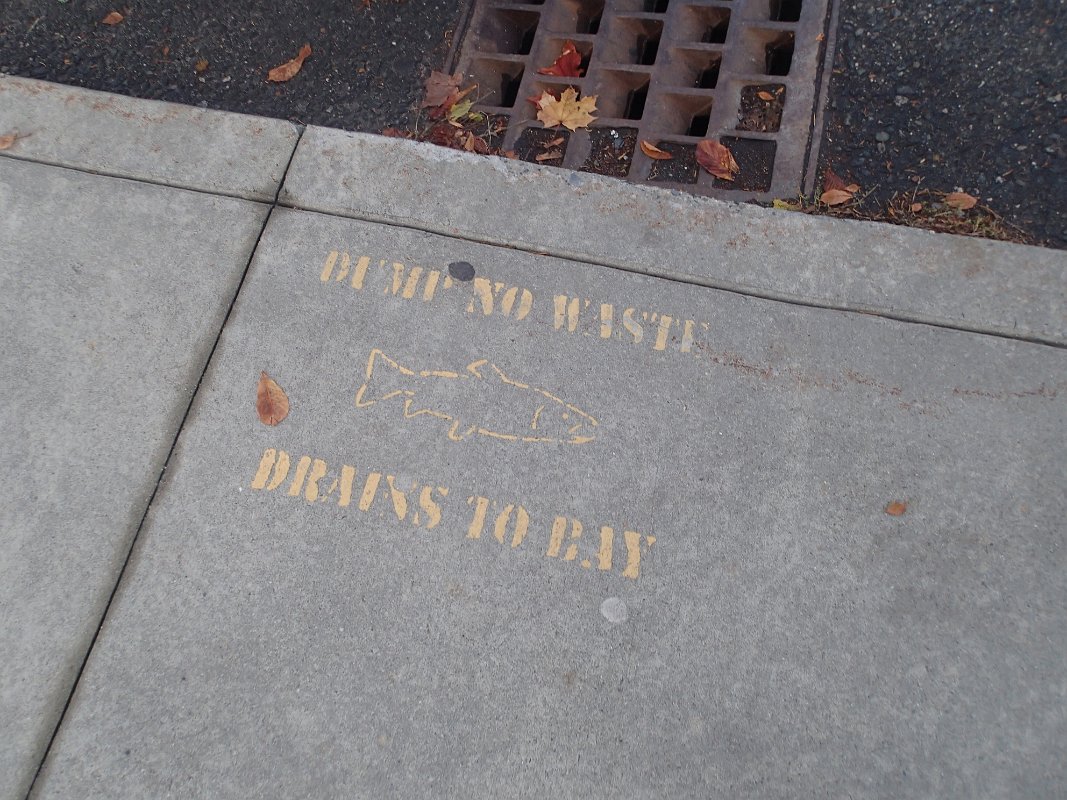 DUMP NO WASTE
DRAINS TO BAY